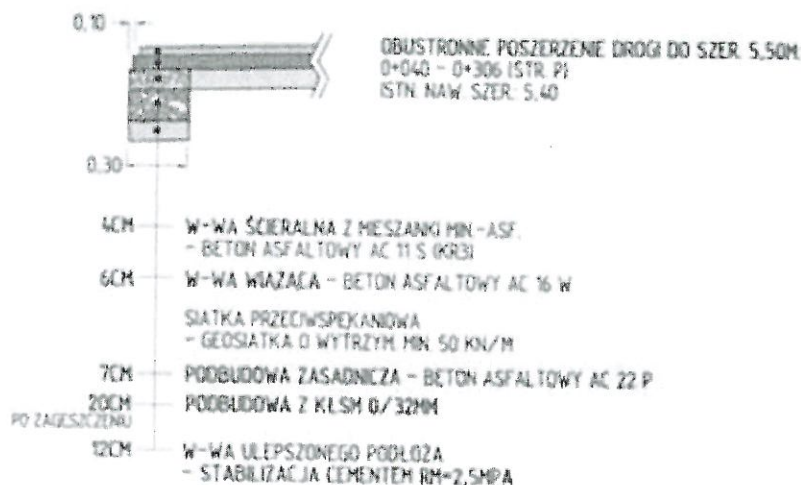 0,10
OBUSTRONNE POSZERZENIE DROGI DO SZER. 5,50M
0+040 - 0+306 (STR. P)
ISTN. NAW. SZER. 5,40
0,30
4CM W-WA ŚCIERALNA Z MIESZANKI MIN.-ASF.
- BETON ASFALTOWY AC 11 S (KR3)
6CM W-WA WIĄŻĄCA - BETON ASFALTOWY AC 16 W
SIATKA PRZECIWSPĘKANIOWA
- GEOSIATKA O WYTRZYM. MIN. 50 KN/M
7CM PODBUDOWA ZASADNICZA - BETON ASFALTOWY AC 22 P
20CM PODBUDOWA Z KŁSM 0/32MM
PO ZAGĘSZCZENIU
12CM W-WA ULEPSZONEGO PODŁOŻA
- STABILIZACJA CEMENTEM RM=2,5MPA